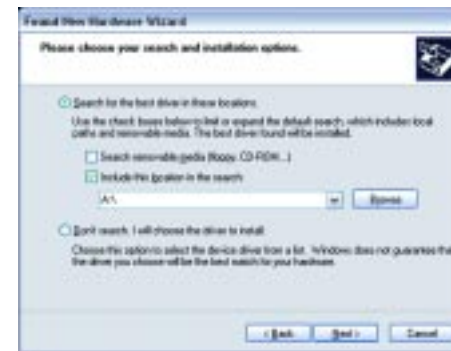 Found New Hardware Wizard
Please choose your search and installation options.
Search for the best driver in these locations.
Use the check boxes below to limit or expand the default search, which includes local
paths and removable media. The best driver found will be installed.
Search removable media (floppy, CD-ROM...)
Include this location in the search:
A:\
Browse
Don't search. I will choose the driver to install.
Choose this option to select the device driver from a list. Windows does not guarantee that
the driver you choose will be the best match for your hardware.
< Back
Next >
Cancel